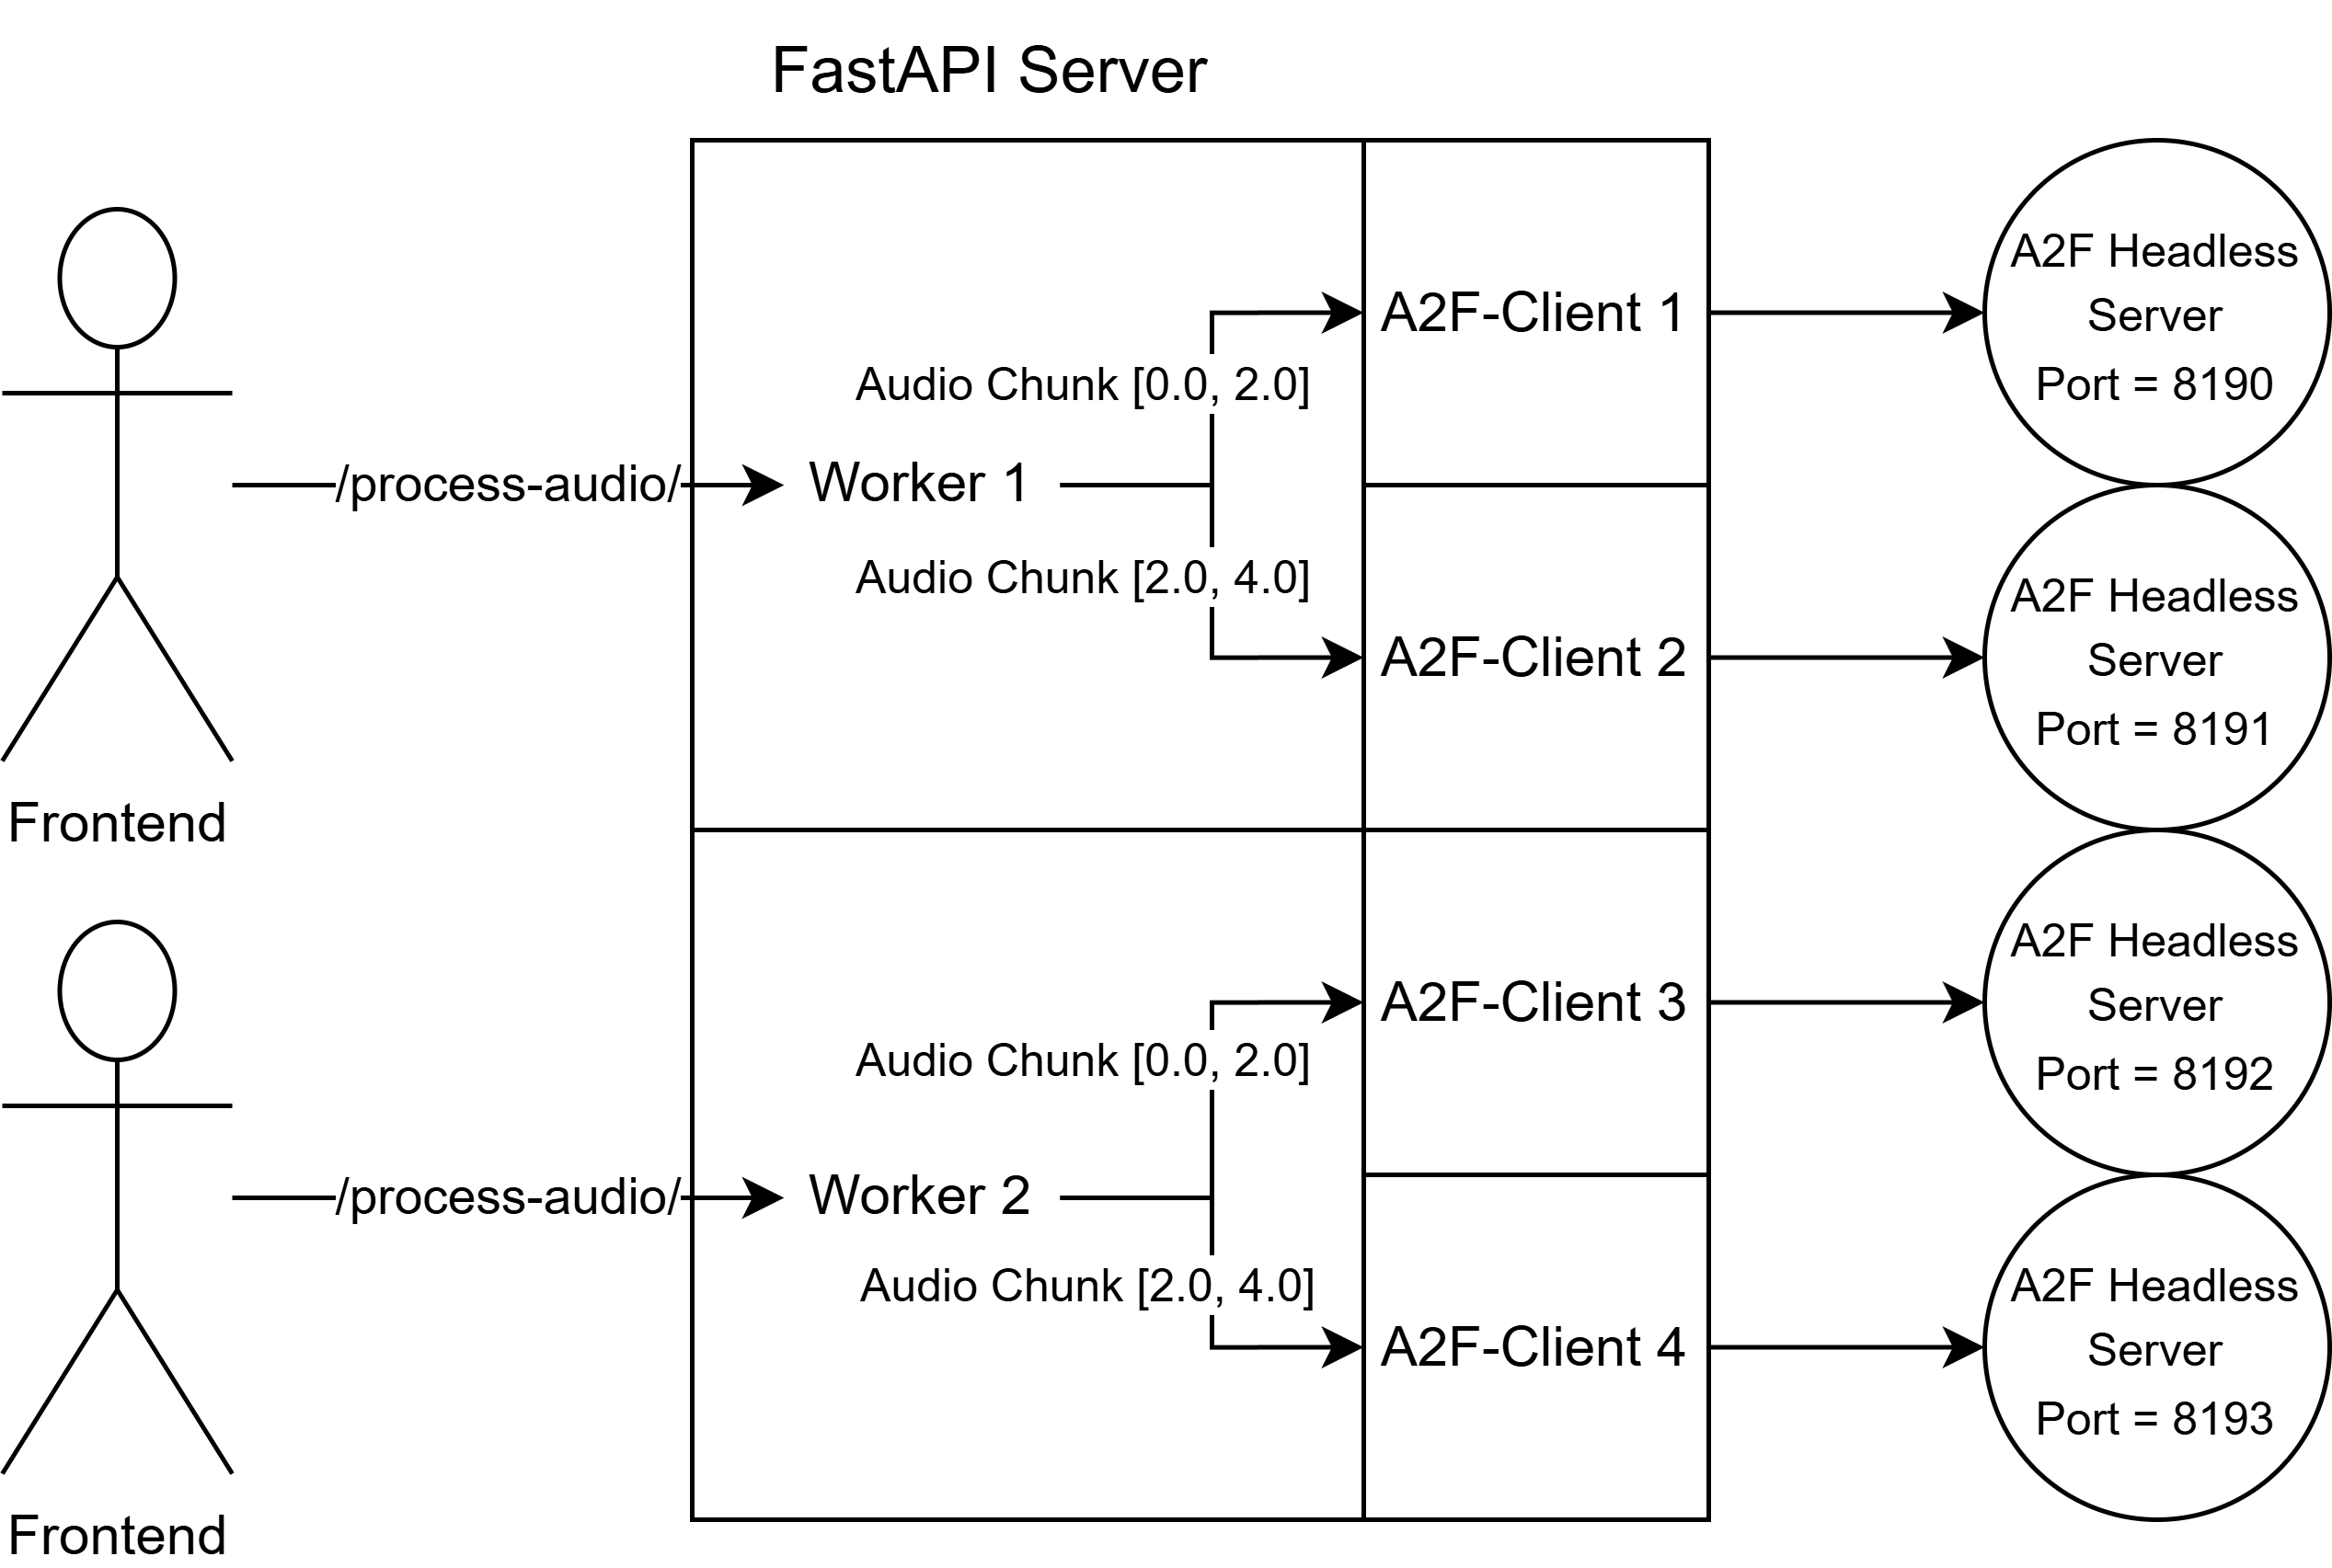 FastAPI Server
A2F Headless
Server
Port = 8190
A2F-Client 1
Audio Chunk [0.0, 2.0]
/process-audio/
Worker 1
Audio Chunk [2.0, 4.0]
A2F-Client 2
A2F Headless
Server
Port = 8191
Frontend
A2F Headless
Server
Port = 8192
A2F-Client 3
Audio Chunk [0.0, 2.0]
/process-audio/
Worker 2
Audio Chunk [2.0, 4.0]
A2F-Client 4
A2F Headless
Server
Port = 8193
Frontend